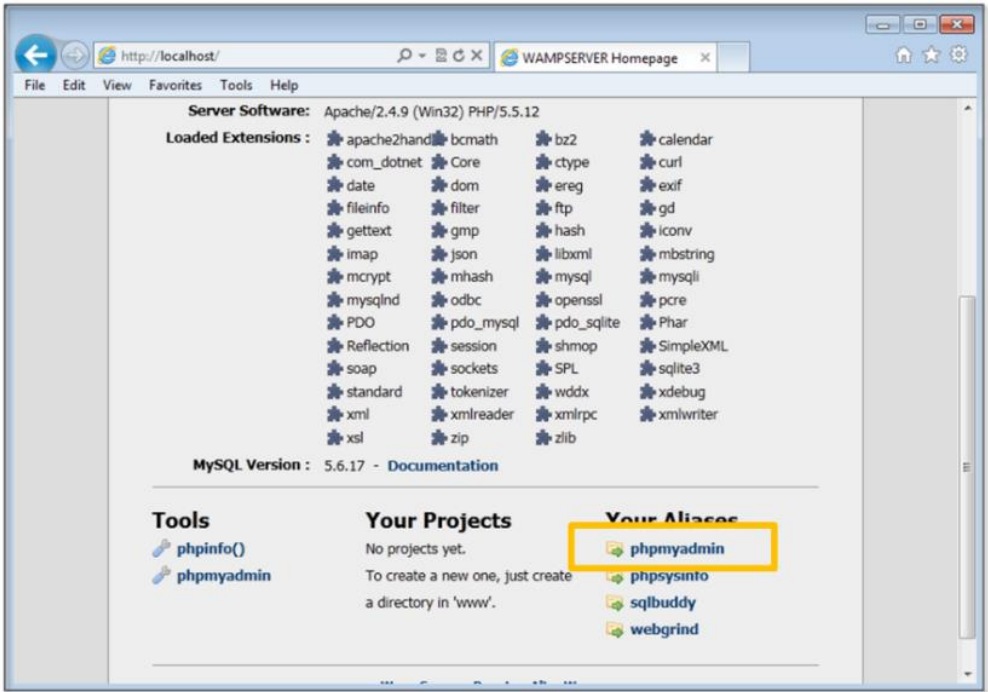 http://localhost/
WAMPSERVER Homepage
File Edit View Favorites Tools Help
Server Software: Apache/2.4.9 (Win32) PHP/5.5.12
Loaded Extensions : apache2hand bcmath bz2 calendar
com_dotnet Core ctype curl
date dom ereg exif
fileinfo filter ftp gd
gettext gmp hash iconv
imap json libxml mbstring
mcrypt mhash mysql mysqli
mysqlnd odbc openssl pcre
PDO pdo_mysql pdo_sqlite Phar
Reflection session shmop SimpleXML
soap sockets SPL sqlite3
standard tokenizer wddx xdebug
xml xmlreader xmlrpc xmlwriter
xsl zip zlib
MySQL Version : 5.6.17 - Documentation
Tools
phpinfo()
phpmyadmin
Your Projects
No projects yet.
To create a new one, just create
a directory in 'www'.
Your Aliases
phpmyadmin
phpsysinfo
sqlbuddy
webgrind